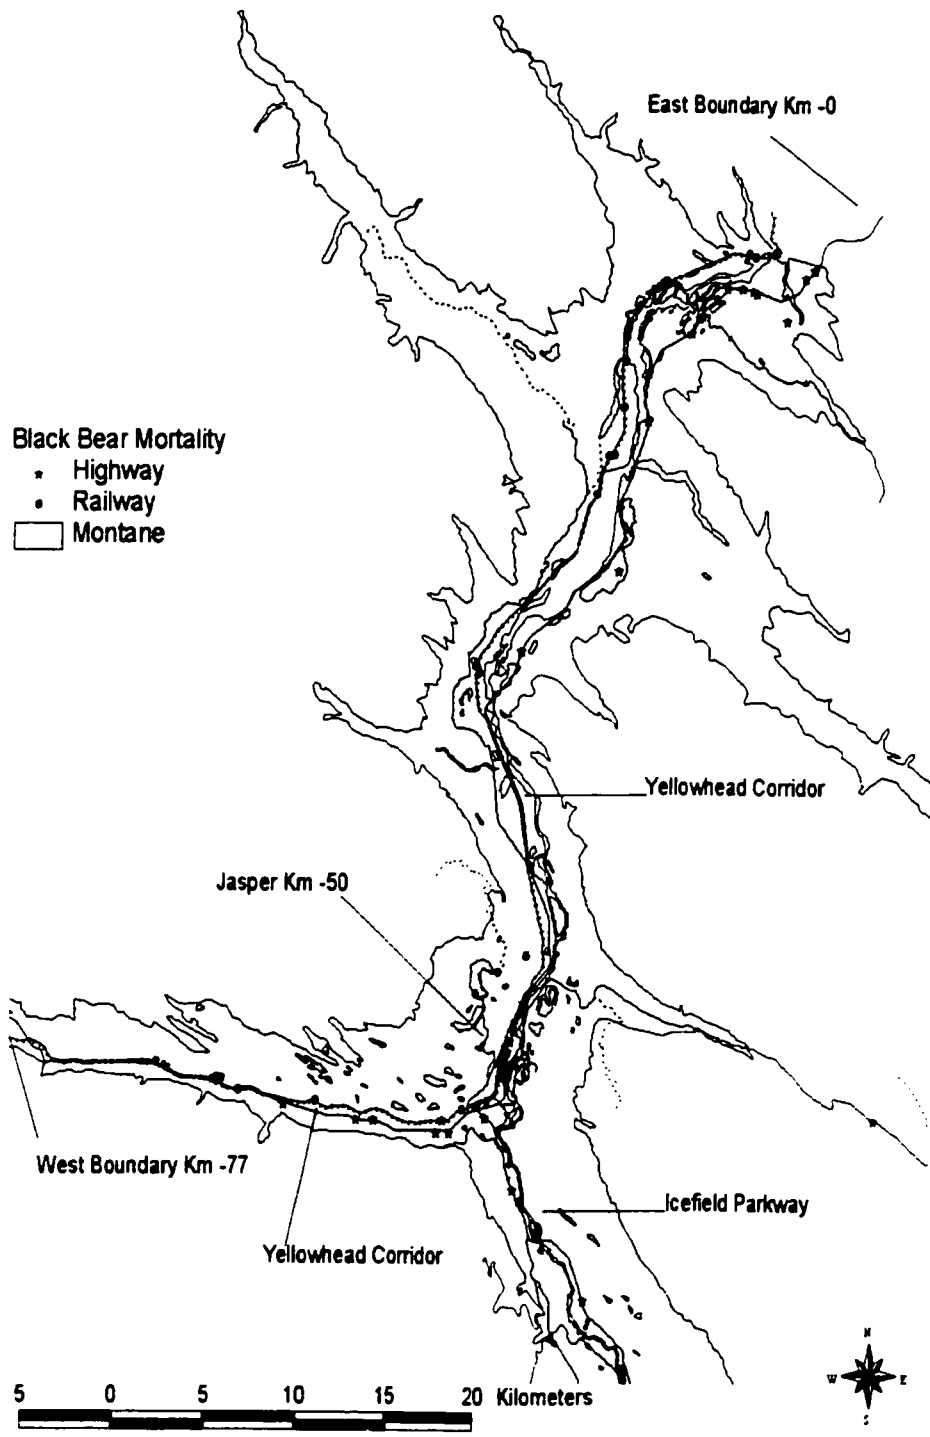 East Boundary Km -0
Black Bear Mortality
Highway
Railway
Montane
Yellowhead Corridor
Jasper Km -50
West Boundary Km -77
Icefield Parkway
Yellowhead Corridor
N
W E
S
5 0 5 10 15 20 Kilometers